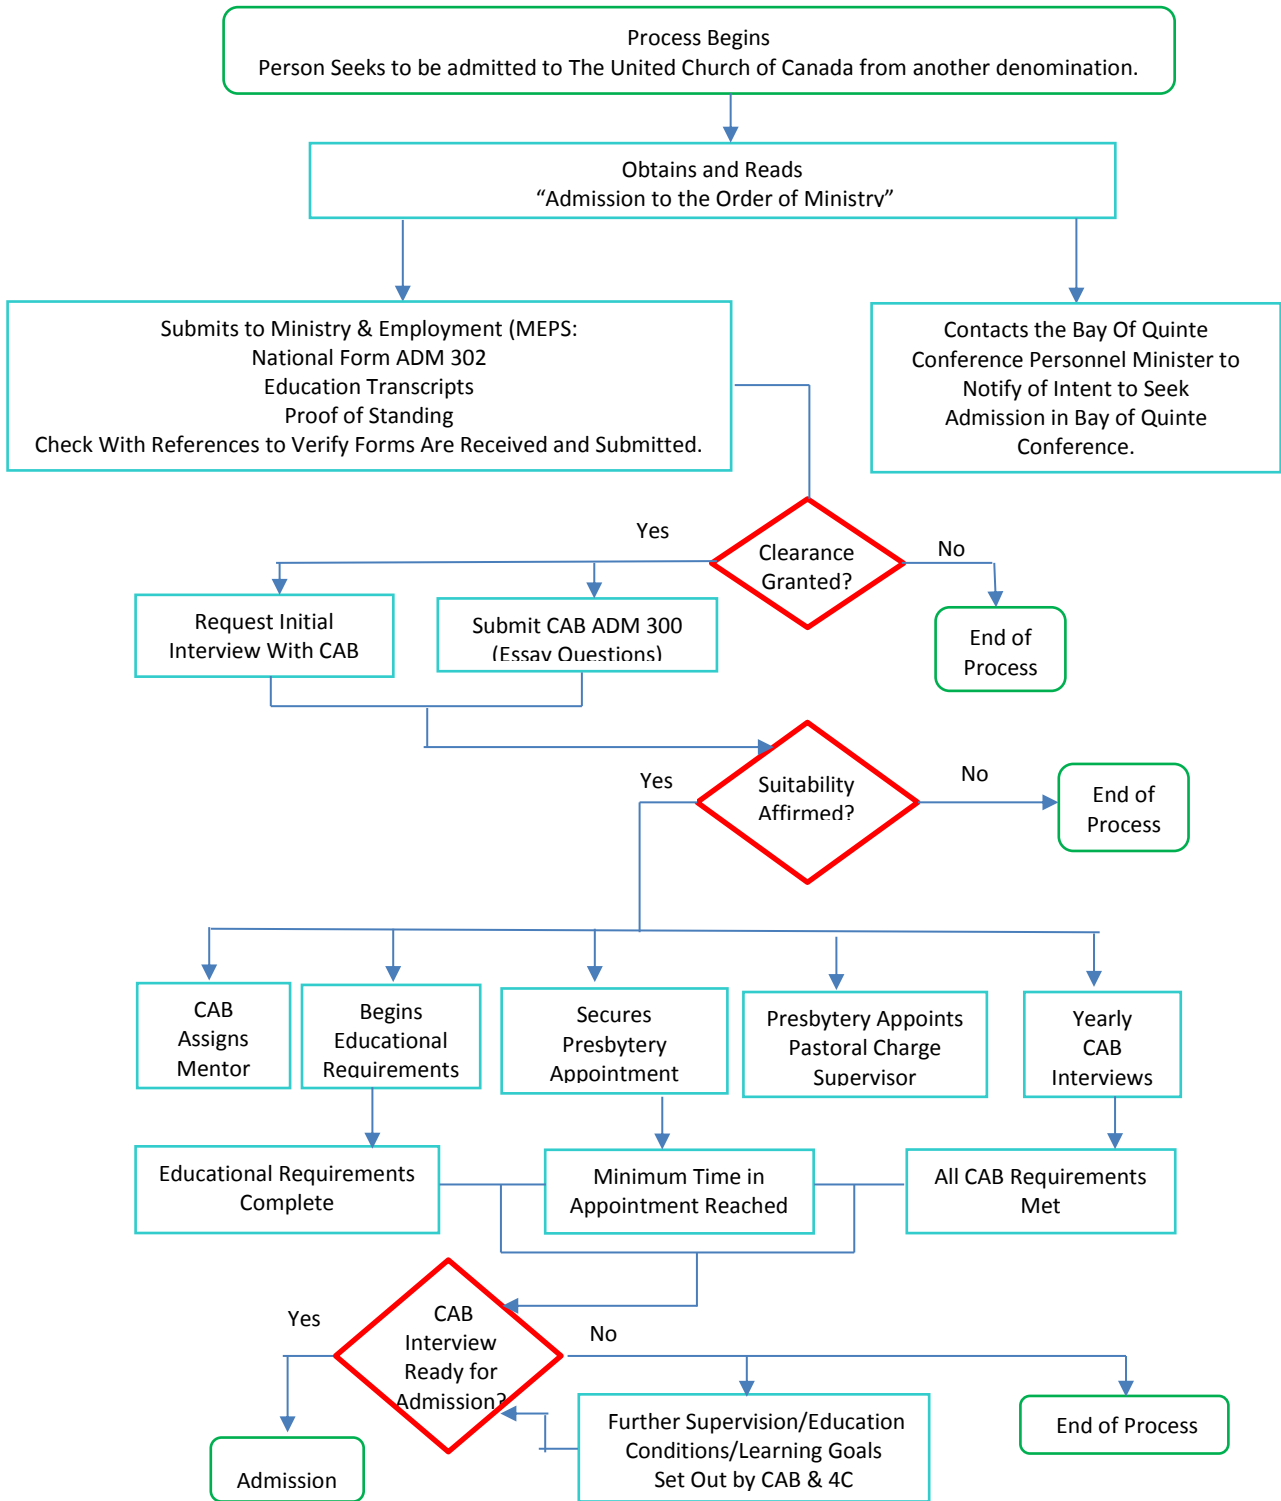 Process Begins
Person Seeks to be admitted to The United Church of Canada from another denomination.
Obtains and Reads
“Admission to the Order of Ministry”
Submits to Ministry & Employment (MEPS:
National Form ADM 302
Education Transcripts
Proof of Standing
Check With References to Verify Forms Are Received and Submitted.
Contacts the Bay Of Quinte
Conference Personnel Minister to
Notify of Intent to Seek
Admission in Bay of Quinte
Conference.
Yes
Clearance
Granted?
No
Request Initial
Interview With CAB
Submit CAB ADM 300
(Essay Questions)
End of
Process
Yes
Suitability
Affirmed?
No
End of
Process
CAB
Assigns
Mentor
Begins
Educational
Requirements
Secures
Presbytery
Appointment
Presbytery Appoints
Pastoral Charge
Supervisor
Yearly
CAB
Interviews
Educational Requirements
Complete
Minimum Time in
Appointment Reached
All CAB Requirements
Met
Yes
CAB
Interview
Ready for
Admission?
No
Admission
Further Supervision/Education
Conditions/Learning Goals
Set Out by CAB & 4C
End of Process